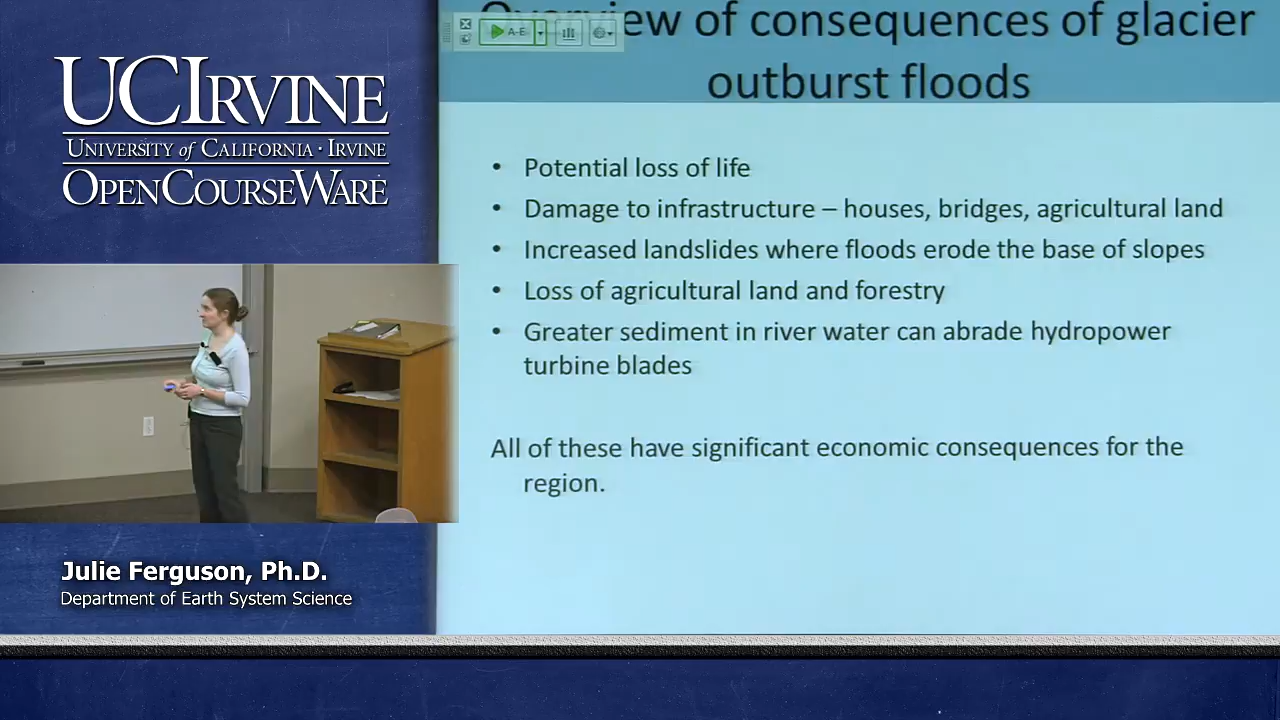 UCIRVINE
UNIVERSITY of CALIFORNIA · IRVINE
OPENCOURSEWARE
Julie Ferguson, Ph.D.
Department of Earth System Science
A-E
Overview of consequences of glacier
outburst floods
• Potential loss of life
• Damage to infrastructure – houses, bridges, agricultural land
• Increased landslides where floods erode the base of slopes
• Loss of agricultural land and forestry
• Greater sediment in river water can abrade hydropower
turbine blades
All of these have significant economic consequences for the
region.